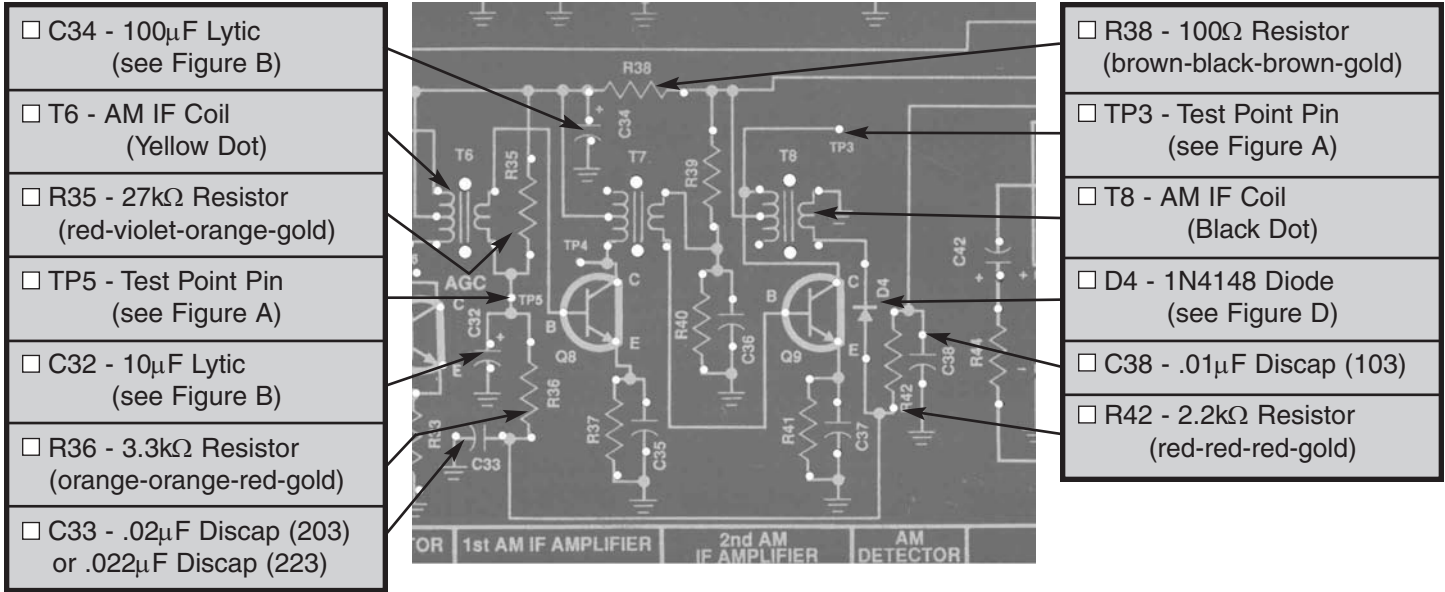 ☐ C34 - 100µF Lytic
(see Figure B)
☐ T6 - AM IF Coil
(Yellow Dot)
☐ R35 - 27kΩ Resistor
(red-violet-orange-gold)
☐ TP5 - Test Point Pin
(see Figure A)
☐ C32 - 10µF Lytic
(see Figure B)
☐ R36 - 3.3kΩ Resistor
(orange-orange-red-gold)
☐ C33 - .02µF Discap (203)
or .022µF Discap (223)
R38
+
C34
T6
R35
T7
R39
T8
TP3
TP4
AGC
TP5
C32
+
C
C
C
B
B
E
E
E
Q8
Q9
R40
C36
D4
C42
R44
C38
R42
R36
R37
C35
R41
C37
R33
C33
TOR
1st AM IF AMPLIFIER
2nd AM
IF AMPLIFIER
AM
DETECTOR
☐ R38 - 100Ω Resistor
(brown-black-brown-gold)
☐ TP3 - Test Point Pin
(see Figure A)
☐ T8 - AM IF Coil
(Black Dot)
☐ D4 - 1N4148 Diode
(see Figure D)
☐ C38 - .01µF Discap (103)
☐ R42 - 2.2kΩ Resistor
(red-red-red-gold)